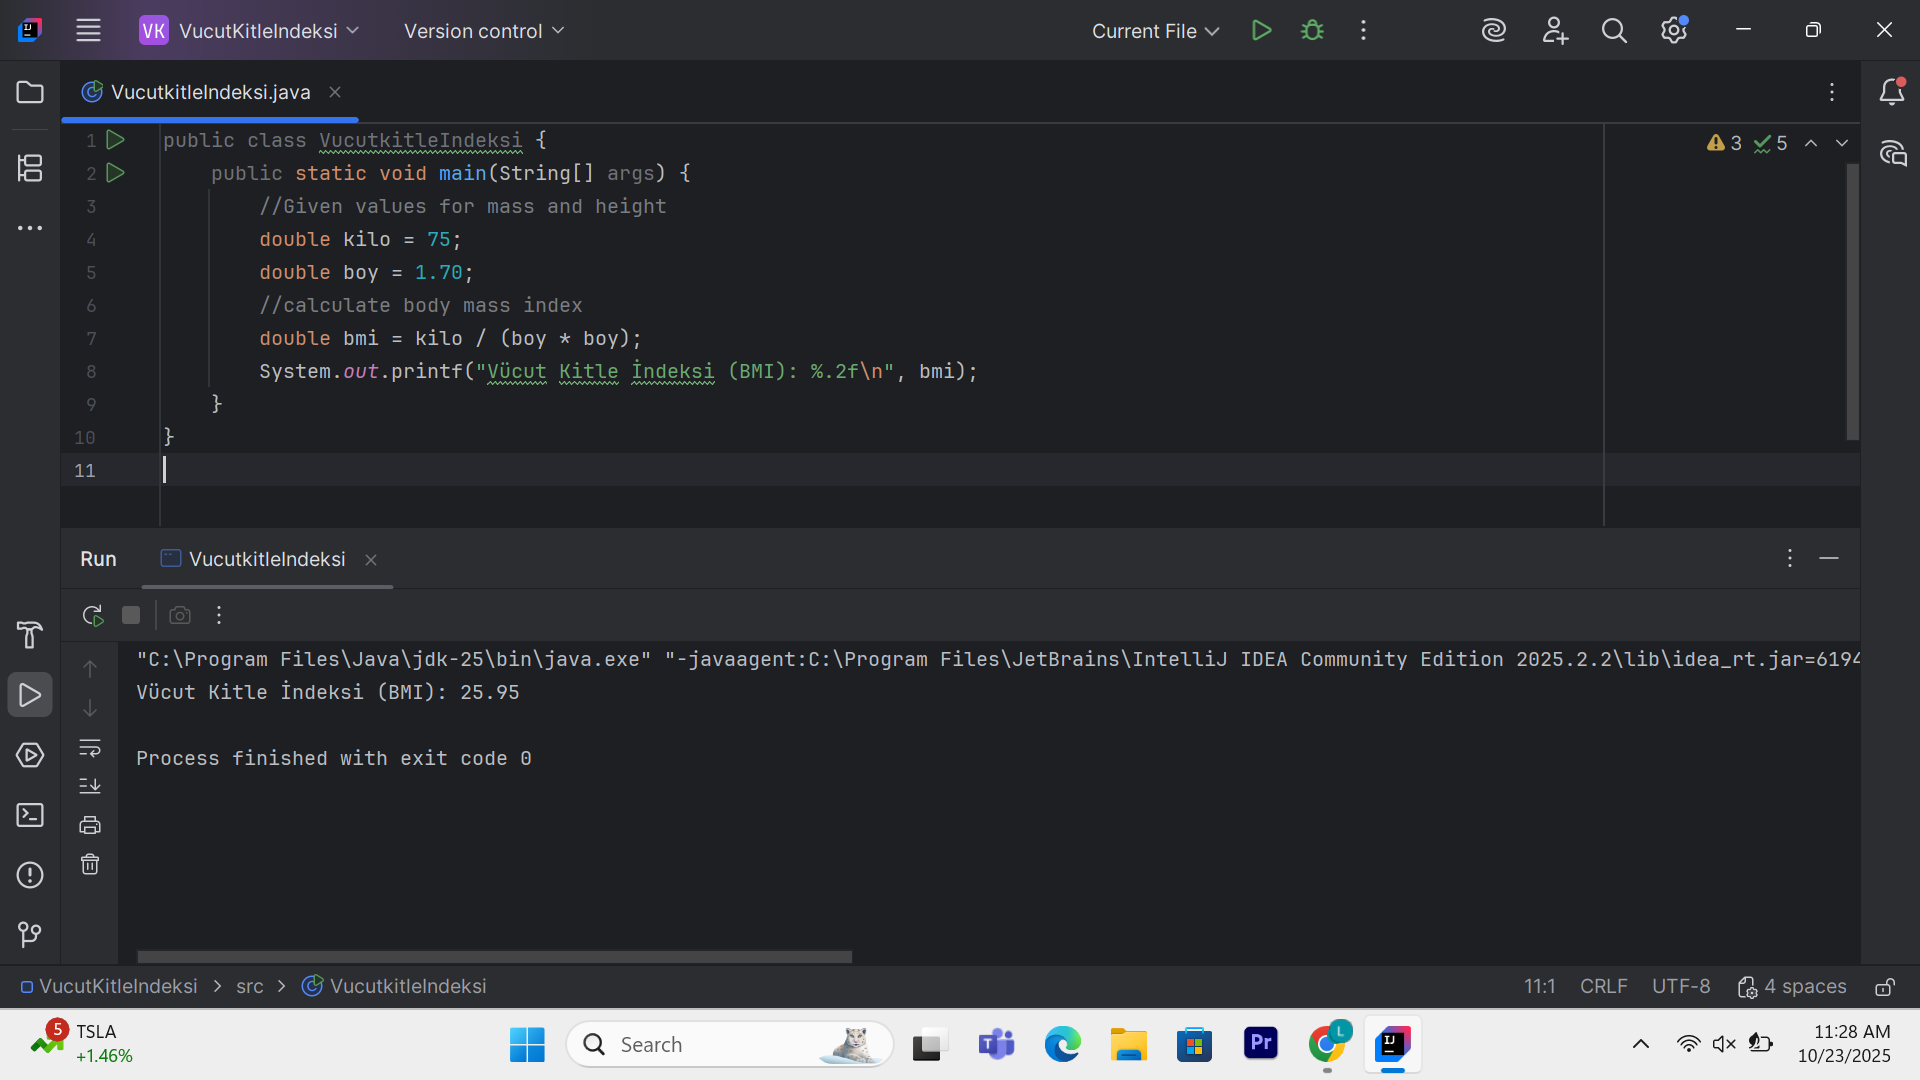 VK VucutKitleIndeksi Version control Current File
VucutkitleIndeksi.java
1 public class VucutkitleIndeksi { 3 5
2 public static void main(String[] args) {
3 //Given values for mass and height
4 double kilo = 75;
5 double boy = 1.70;
6 //calculate body mass index
7 double bmi = kilo / (boy * boy);
8 System.out.printf("Vücut Kitle İndeksi (BMI): %.2f\n", bmi);
9 }
10 }
11
Run VucutkitleIndeksi
"C:\Program Files\Java\jdk-25\bin\java.exe" "-javaagent:C:\Program Files\JetBrains\IntelliJ IDEA Community Edition 2025.2.2\lib\idea_rt.jar=6194
Vücut Kitle İndeksi (BMI): 25.95
Process finished with exit code 0
VucutKitleIndeksi > src > VucutkitleIndeksi 11:1 CRLF UTF-8 4 spaces
5 TSLA
+1.46%
Search
Pr
L
IJ
11:28 AM
10/23/2025